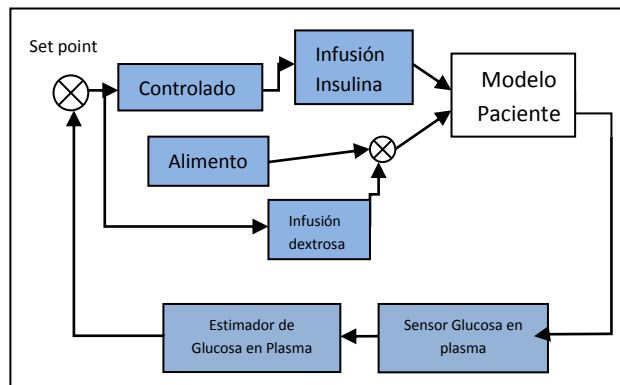 Set point
Controlado
Infusión
Insulina
Modelo
Paciente
Alimento
Infusión
dextrosa
Estimador de
Glucosa en Plasma
Sensor Glucosa en
plasma